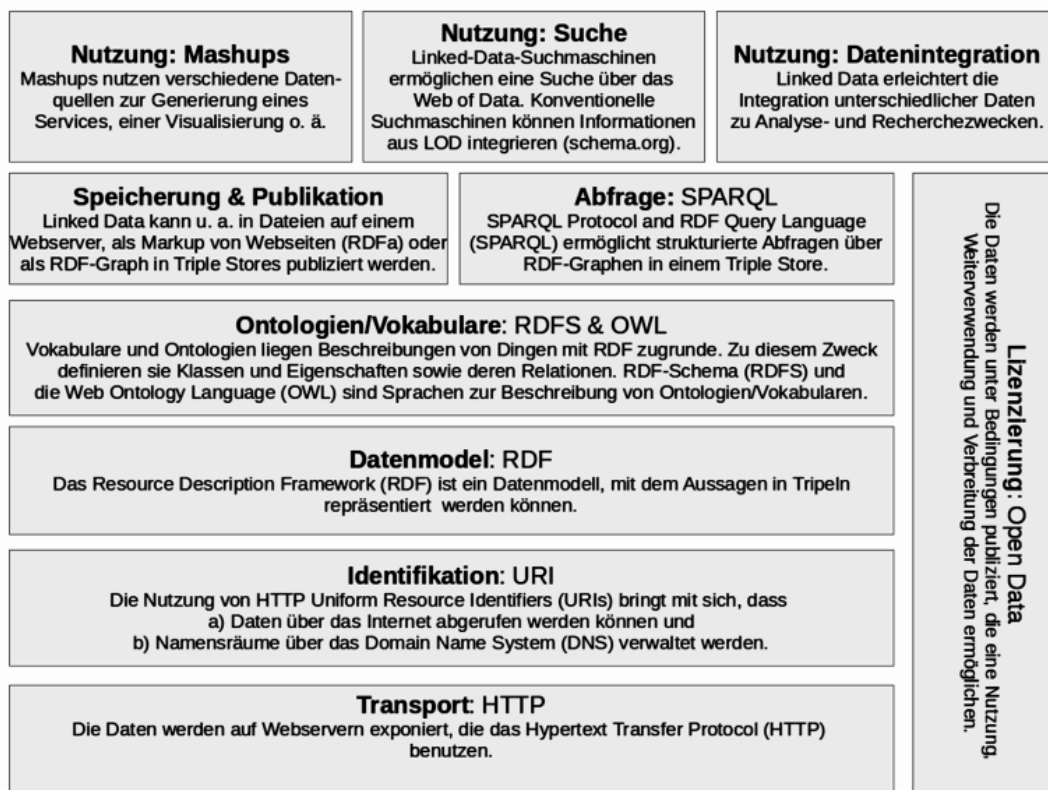 Nutzung: Mashups
Mashups nutzen verschiedene Daten-
quellen zur Generierung eines
Services, einer Visualisierung o. ä.
Nutzung: Suche
Linked-Data-Suchmaschinen
ermöglichen eine Suche über das
Web of Data. Konventionelle
Suchmaschinen können Informationen
aus LOD integrieren (schema.org).
Nutzung: Datenintegration
Linked Data erleichtert die
Integration unterschiedlicher Daten
zu Analyse- und Recherchezwecken.
Speicherung & Publikation
Linked Data kann u. a. in Dateien auf einem
Webserver, als Markup von Webseiten (RDFa) oder
als RDF-Graph in Triple Stores publiziert werden.
Abfrage: SPARQL
SPARQL Protocol and RDF Query Language
(SPARQL) ermöglicht strukturierte Abfragen über
RDF-Graphen in einem Triple Store.
Ontologien/Vokabulare: RDFS & OWL
Vokabulare und Ontologien liegen Beschreibungen von Dingen mit RDF zugrunde. Zu diesem Zweck
definieren sie Klassen und Eigenschaften sowie deren Relationen. RDF-Schema (RDFS) und
die Web Ontology Language (OWL) sind Sprachen zur Beschreibung von Ontologien/Vokabularen.
Datenmodel: RDF
Das Resource Description Framework (RDF) ist ein Datenmodell, mit dem Aussagen in Tripeln
repräsentiert werden können.
Identifikation: URI
Die Nutzung von HTTP Uniform Resource Identifiers (URIs) bringt mit sich, dass
a) Daten über das Internet abgerufen werden können und
b) Namensräume über das Domain Name System (DNS) verwaltet werden.
Transport: HTTP
Die Daten werden auf Webservern exponiert, die das Hypertext Transfer Protocol (HTTP)
benutzen.
Lizenzierung: Open Data
Die Daten werden unter Bedingungen publiziert, die eine Nutzung,
Weiterverwendung und Verbreitung der Daten ermöglichen.